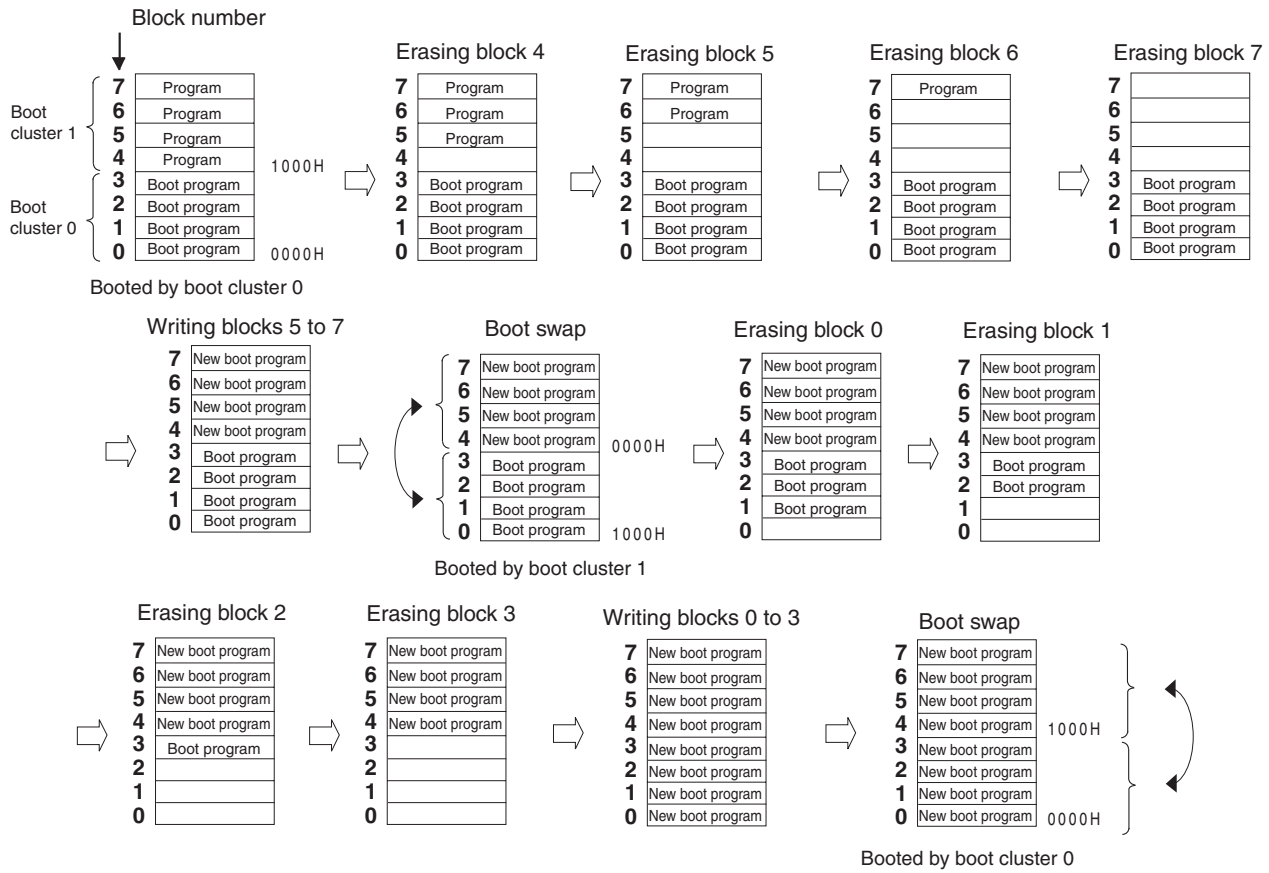 Block number
Erasing block 4
Erasing block 5
Erasing block 6
Erasing block 7
Boot cluster 1
Boot cluster 0
7 Program
6 Program
5 Program
4 Program
1000H
3 Boot program
2 Boot program
1 Boot program
0 Boot program
0000H
Booted by boot cluster 0
7 Program
6 Program
5 Program
4
3 Boot program
2 Boot program
1 Boot program
0 Boot program
7 Program
6 Program
5
4
3 Boot program
2 Boot program
1 Boot program
0 Boot program
7 Program
6
5
4
3 Boot program
2 Boot program
1 Boot program
0 Boot program
7
6
5
4
3 Boot program
2 Boot program
1 Boot program
0 Boot program
Writing blocks 5 to 7
7 New boot program
6 New boot program
5 New boot program
4 New boot program
3 Boot program
2 Boot program
1 Boot program
0 Boot program
Boot swap
7 New boot program
6 New boot program
5 New boot program
4 New boot program
0000H
3 Boot program
2 Boot program
1 Boot program
0 Boot program
1000H
Booted by boot cluster 1
Erasing block 0
7 New boot program
6 New boot program
5 New boot program
4 New boot program
3 Boot program
2 Boot program
1 Boot program
0
Erasing block 1
7 New boot program
6 New boot program
5 New boot program
4 New boot program
3 Boot program
2 Boot program
1
0
Erasing block 2
7 New boot program
6 New boot program
5 New boot program
4 New boot program
3 Boot program
2
1
0
Erasing block 3
7 New boot program
6 New boot program
5 New boot program
4 New boot program
3
2
1
0
Writing blocks 0 to 3
7 New boot program
6 New boot program
5 New boot program
4 New boot program
3 New boot program
2 New boot program
1 New boot program
0 New boot program
Boot swap
7 New boot program
6 New boot program
5 New boot program
4 New boot program
1000H
3 New boot program
2 New boot program
1 New boot program
0 New boot program
0000H
Booted by boot cluster 0